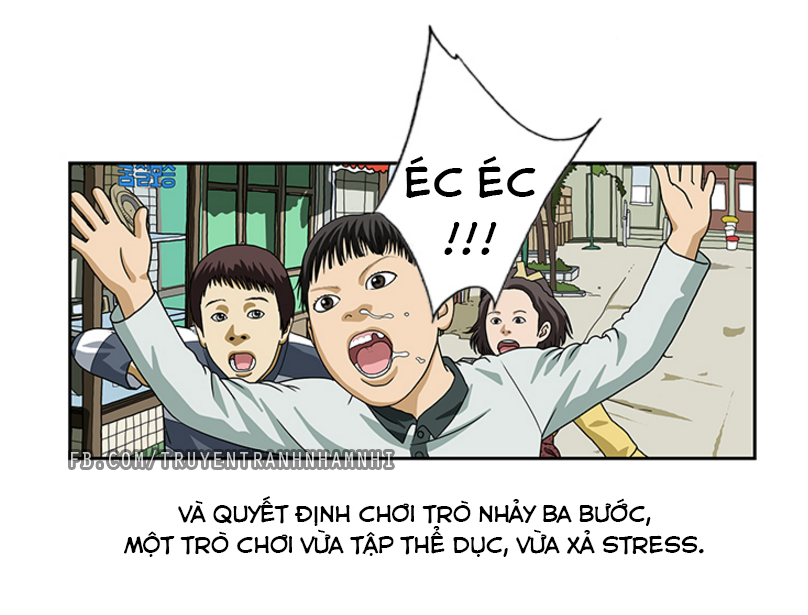 ÉC ÉC
!!!
FB.COM/TRUYENTRANHNHAMNHI
VÀ QUYẾT ĐỊNH CHƠI TRÒ NHẢY BA BƯỚC,
MỘT TRÒ CHƠI VỪA TẬP THỂ DỤC, VỪA XẢ STRESS.